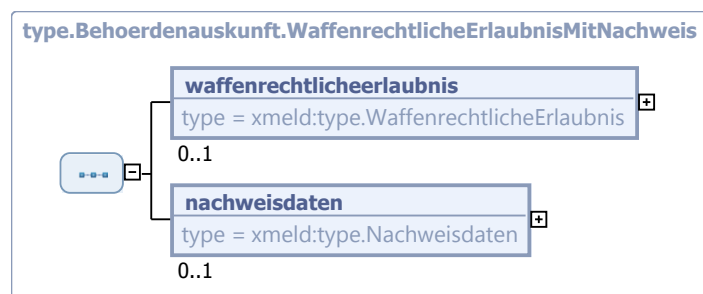 type.Behoerdenauskunft.WaffenrechtlicheErlaubnisMitNachweis
waffenrechtlicheerlaubnis
type = xmeld:type.WaffenrechtlicheErlaubnis
0..1
nachweisdaten
type = xmeld:type.Nachweisdaten
0..1